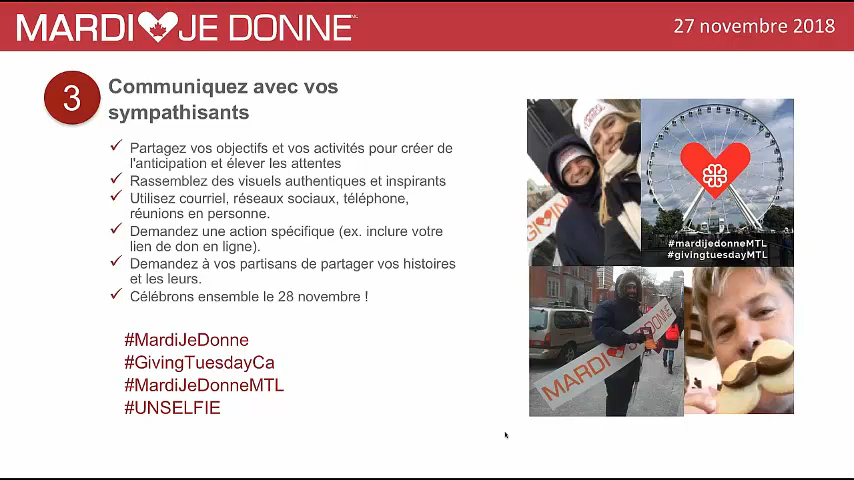 MARDI JE DONNE
27 novembre 2018
3
Communiquez avec vos
sympathisants
Partagez vos objectifs et vos activités pour créer de
l'anticipation et élever les attentes
Rassemblez des visuels authentiques et inspirants
Utilisez courriel, réseaux sociaux, téléphone,
réunions en personne.
Demandez une action spécifique (ex. inclure votre
lien de don en ligne).
Demandez à vos partisans de partager vos histoires
et les leurs.
Célébrons ensemble le 28 novembre !
#MardiJeDonne
#GivingTuesdayCa
#MardiJeDonneMTL
#UNSELFIE
#mardijedonneMTL
#givingtuesdayMTL
MARDI JE DONNE